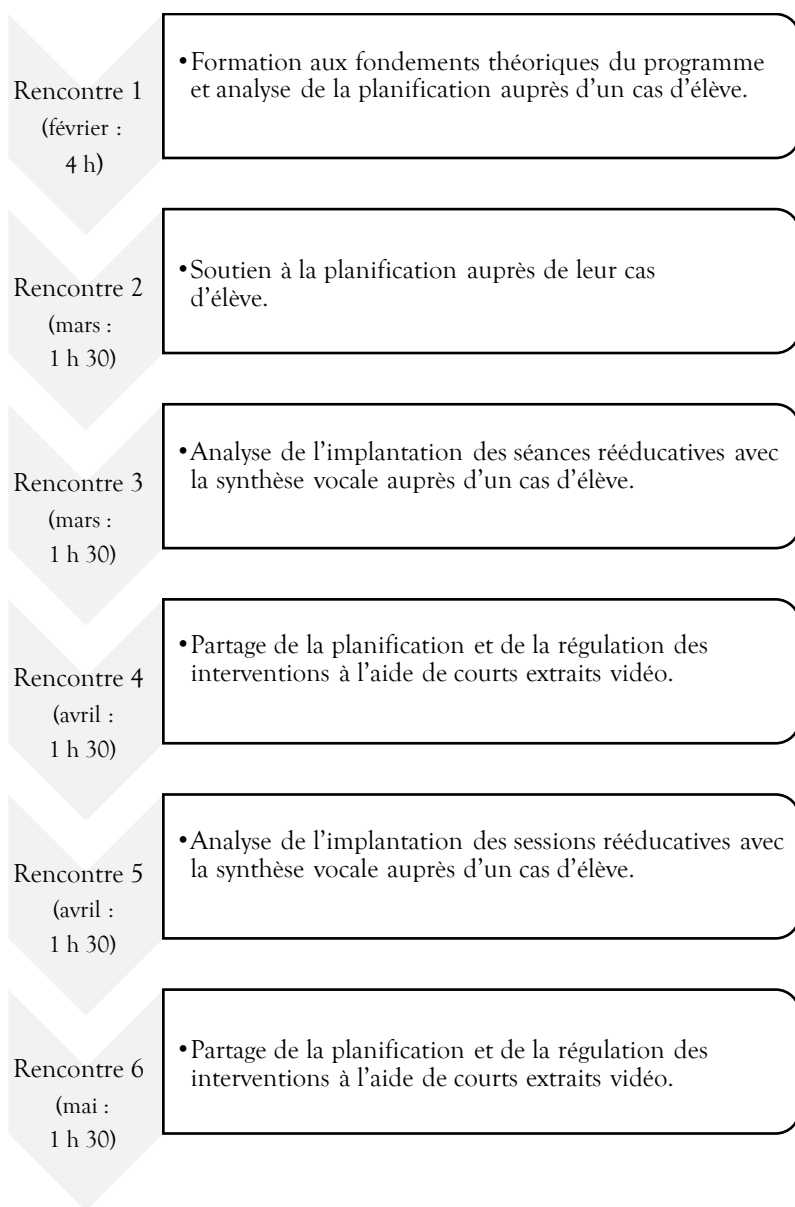 Rencontre 1
(février :
4 h)
•Formation aux fondements théoriques du programme
et analyse de la planification auprès d’un cas d’élève.
Rencontre 2
(mars :
1 h 30)
•Soutien à la planification auprès de leur cas
d’élève.
Rencontre 3
(mars :
1 h 30)
•Analyse de l’implantation des séances rééducatives avec
la synthèse vocale auprès d’un cas d’élève.
Rencontre 4
(avril :
1 h 30)
•Partage de la planification et de la régulation des
interventions à l’aide de courts extraits vidéo.
Rencontre 5
(avril :
1 h 30)
•Analyse de l’implantation des sessions rééducatives avec
la synthèse vocale auprès d’un cas d’élève.
Rencontre 6
(mai :
1 h 30)
•Partage de la planification et de la régulation des
interventions à l’aide de courts extraits vidéo.